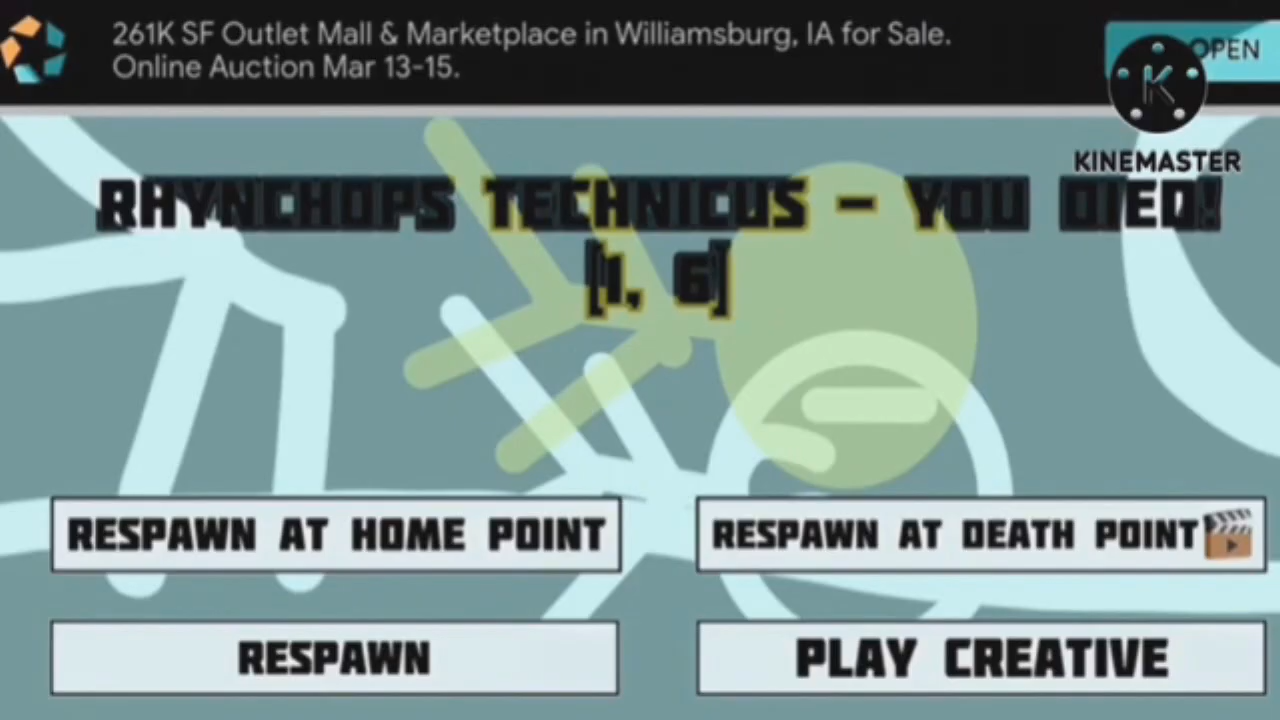 261K SF Outlet Mall & Marketplace in Williamsburg, IA for Sale.
Online Auction Mar 13-15.
OPEN
K
KINEMASTER
RHYNCHOPS TECHNICUS - YOU DIED!
[1, 6]
RESPAWN AT HOME POINT
RESPAWN AT DEATH POINT
RESPAWN
PLAY CREATIVE